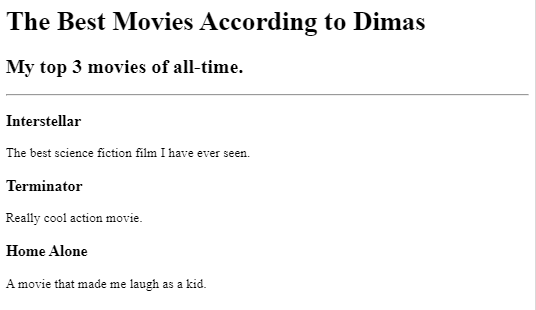 The Best Movies According to Dimas
My top 3 movies of all-time.
Interstellar
The best science fiction film I have ever seen.
Terminator
Really cool action movie.
Home Alone
A movie that made me laugh as a kid.